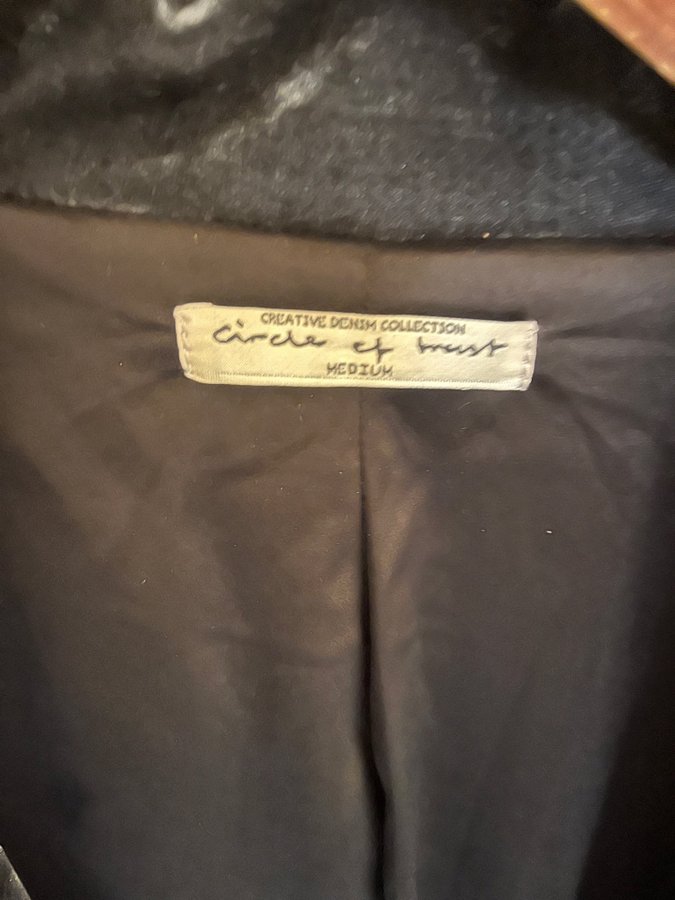 CREATIVE DENIM COLLECTION
circle of trust
MEDIUM